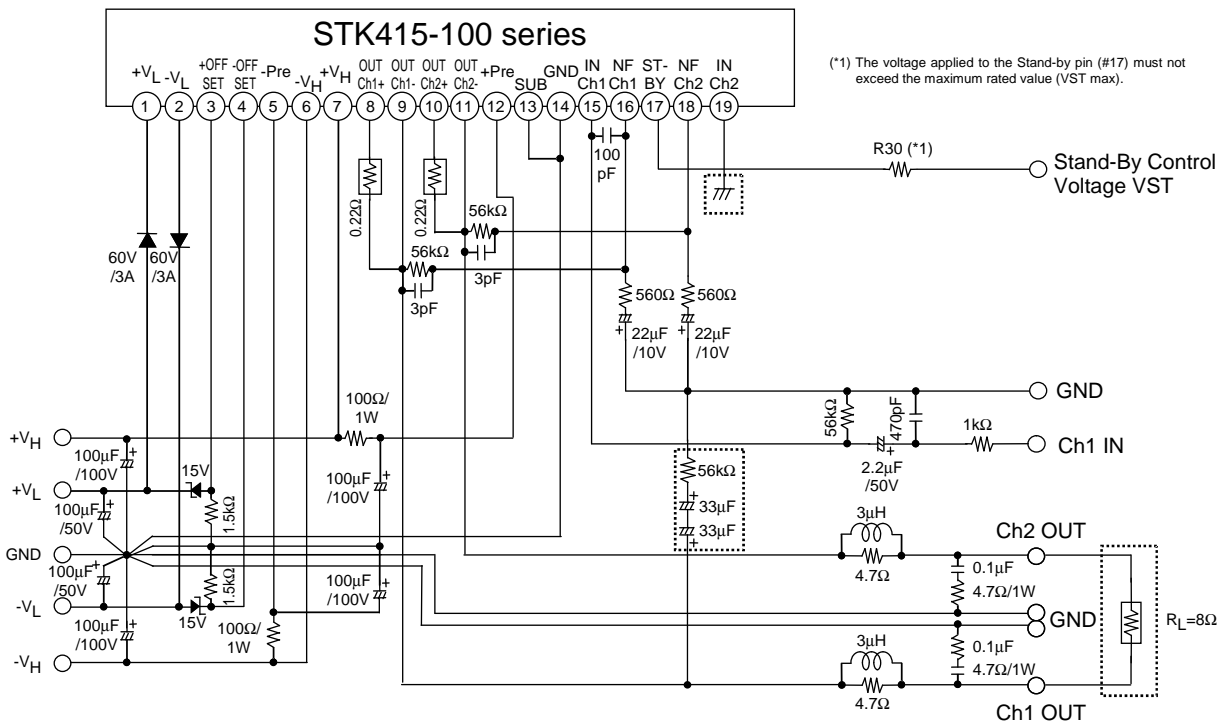 STK415-100 series
+VL
-VL
+OFF SET
-OFF SET
-Pre
-VH
+VH
OUT Ch1+
OUT Ch1-
OUT Ch2+
OUT Ch2-
+Pre
SUB
GND
IN Ch1
NF Ch1
ST-BY
NF Ch2
IN Ch2
1 2 3 4 5 6 7 8 9 10 11 12 13 14 15 16 17 18 19
(*1) The voltage applied to the Stand-by pin (#17) must not
exceed the maximum rated value (VST max).
100
pF
R30 (*1)
Stand-By Control
Voltage VST
0.22Ω
0.22Ω
56kΩ
3pF
56kΩ
3pF
60V
/3A
60V
/3A
560Ω
560Ω
+
22µF
/10V
+
22µF
/10V
GND
56kΩ
470pF
1kΩ
Ch1 IN
+
2.2µF
/50V
100Ω/
1W
+VH
100µF
/100V
+
15V
+VL
100µF
/50V
+
1.5kΩ
100µF
/100V
+
GND
100µF
/50V
+
1.5kΩ
100µF
/100V
+
-VL
15V
100µF
/100V
+
100Ω/
1W
-VH
56kΩ
+
33µF
33µF
+
3µH
4.7Ω
Ch2 OUT
0.1µF
4.7Ω/1W
GND
RL=8Ω
3µH
4.7Ω
0.1µF
4.7Ω/1W
Ch1 OUT